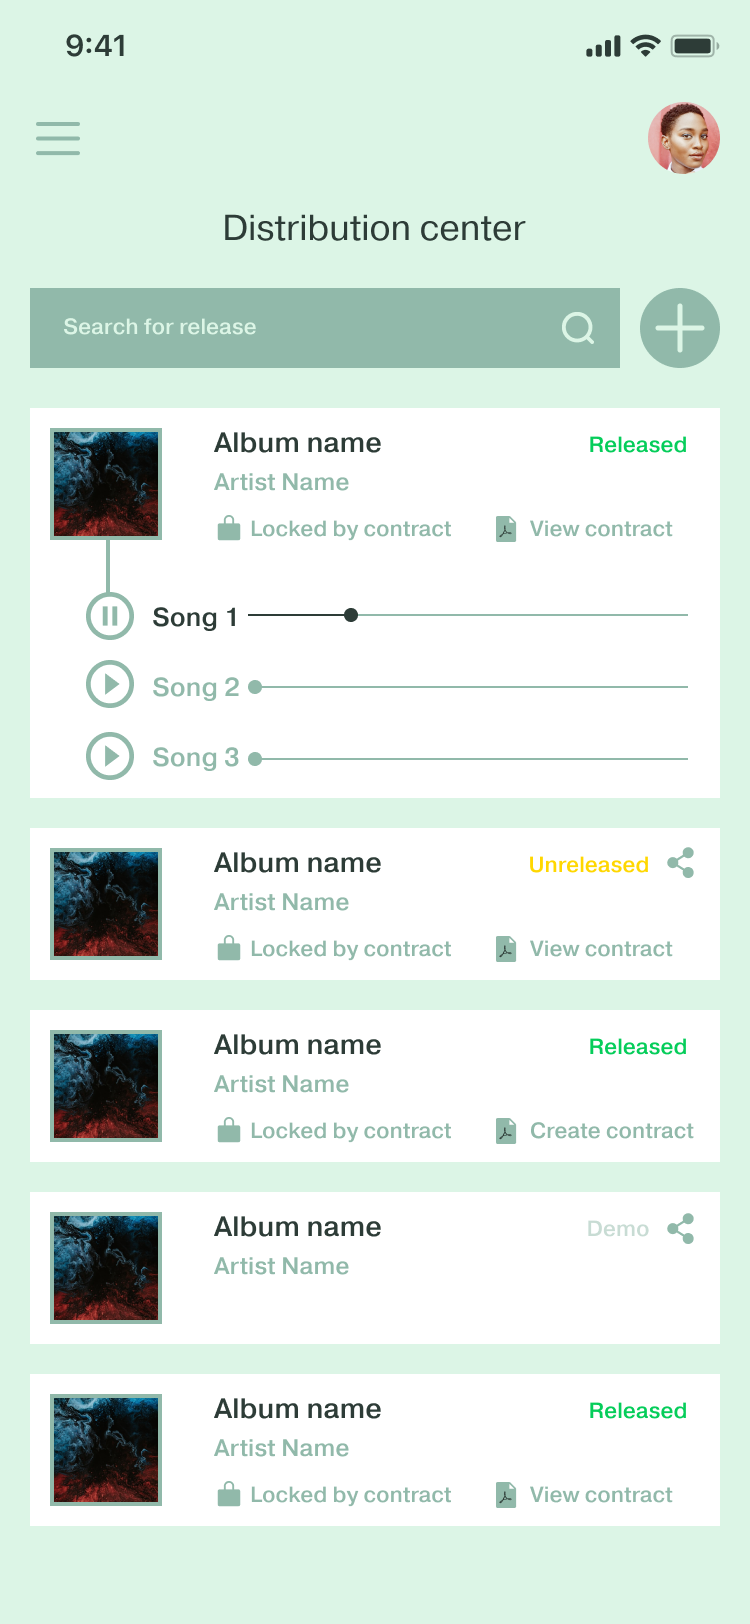 9:41
Distribution center
Search for release
Album name Released
Artist Name
Locked by contract View contract
Song 1
Song 2
Song 3
Album name Unreleased
Artist Name
Locked by contract View contract
Album name Released
Artist Name
Locked by contract Create contract
Album name Demo
Artist Name
Album name Released
Artist Name
Locked by contract View contract